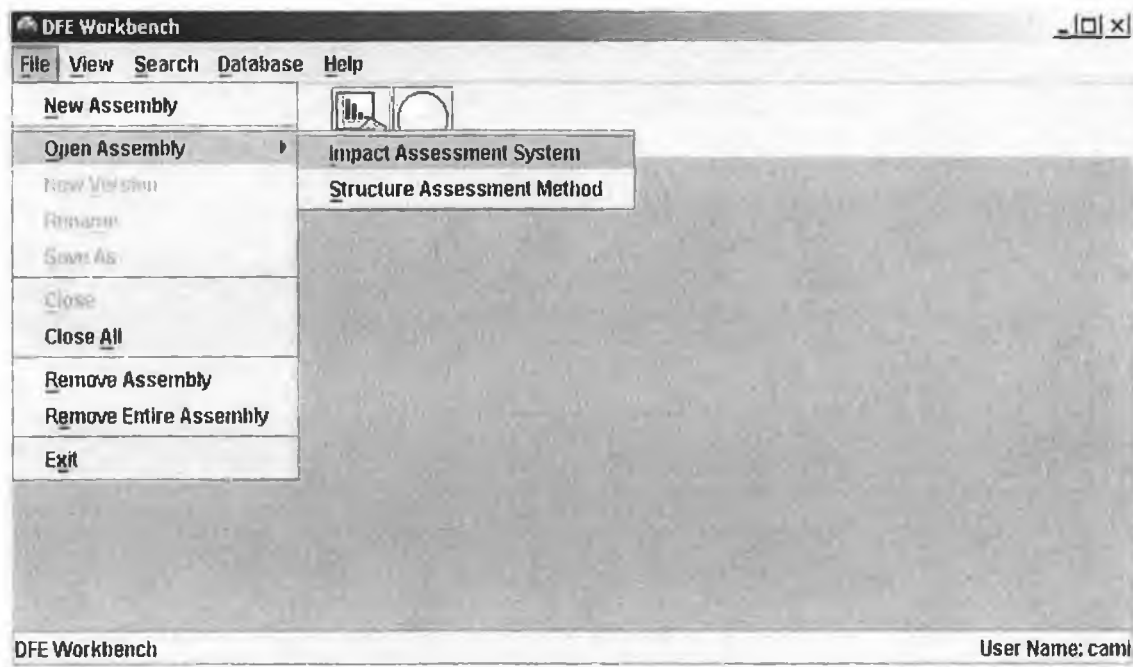 DFE Workbench
File View Search Database Help
New Assembly
Open Assembly
Impact Assessment System
Structure Assessment Method
New Version
Rename
Save As
Close
Close All
Remove Assembly
Remove Entire Assembly
Exit
DFE Workbench User Name: cami